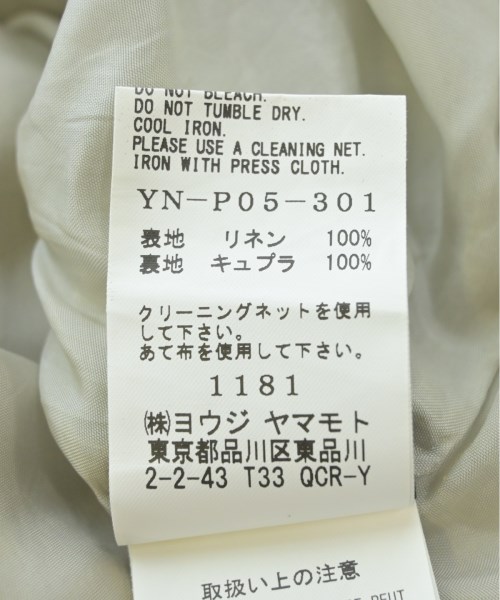 DO NOT BLEACH.
DO NOT TUMBLE DRY.
COOL IRON.
PLEASE USE A CLEANING NET.
IRON WITH PRESS CLOTH.
YN-P05-301
表地 リネン 100%
裏地 キュプラ 100%
クリーニングネットを使用
して下さい。
あて布を使用して下さい。
1181
㈱ヨウジ ヤマモト
東京都品川区東品川
2-2-43 T33 QCR-Y
取扱い上の注意